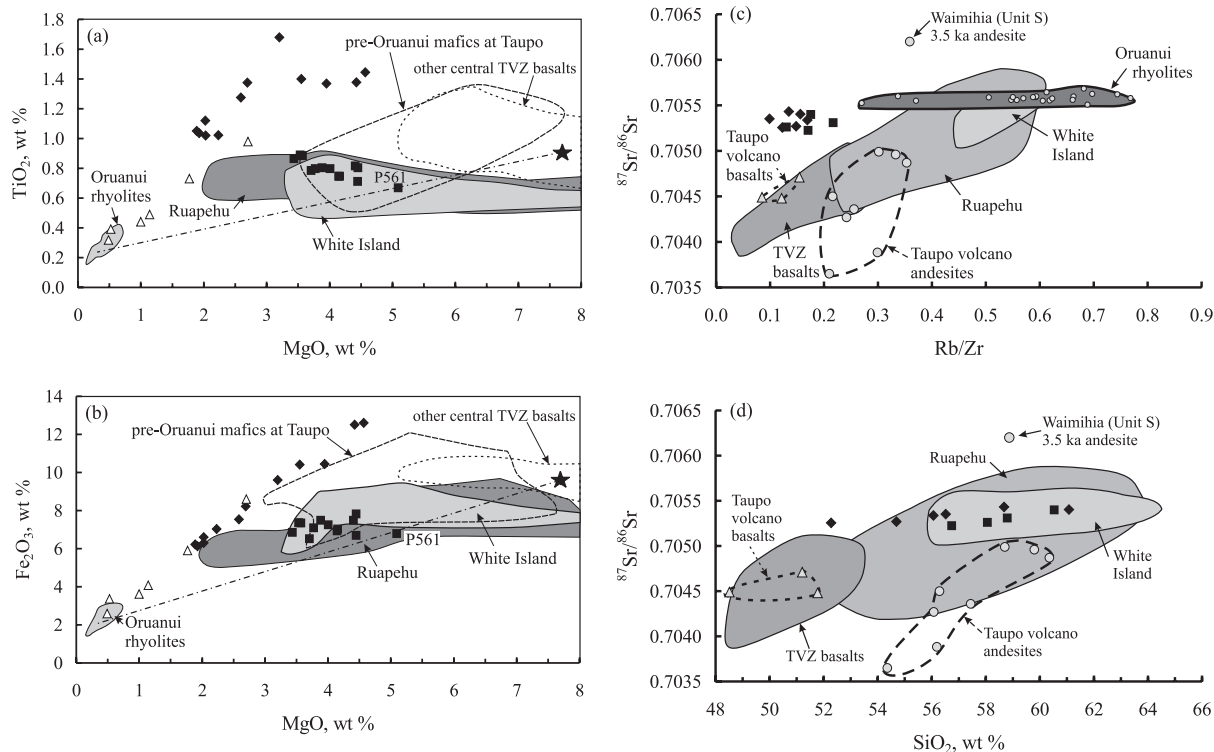 (a)
pre-Oruanui mafics at Taupo
other central TVZ basalts
TiO2, wt %
1.8
1.6
1.4
1.2
1.0
0.8
0.6
0.4
0.2
0.0
Oruanui
rhyolites
Ruapehu
White Island
P561
0 1 2 3 4 5 6 7 8
MgO, wt %
(b)
pre-Oruanui mafics at Taupo
other central TVZ basalts
Fe2O3, wt %
14
12
10
8
6
4
2
0
P561
White Island
Ruapehu
Oruanui
rhyolites
0 1 2 3 4 5 6 7 8
MgO, wt %
(c)
Waimihia (Unit S)
3.5 ka andesite
Oruanui
rhyolites
87Sr/86Sr
0.7065
0.7060
0.7055
0.7050
0.7045
0.7040
0.7035
Taupo
volcano
basalts
White
Island
Ruapehu
TVZ
basalts
Taupo volcano
andesites
0.0 0.1 0.2 0.3 0.4 0.5 0.6 0.7 0.8 0.9
Rb/Zr
(d)
Waimihia (Unit S)
3.5 ka andesite
Ruapehu
87Sr/86Sr
0.7065
0.7060
0.7055
0.7050
0.7045
0.7040
0.7035
Taupo
volcano
basalts
White
Island
TVZ basalts
Taupo volcano
andesites
48 50 52 54 56 58 60 62 64 66
SiO2, wt %